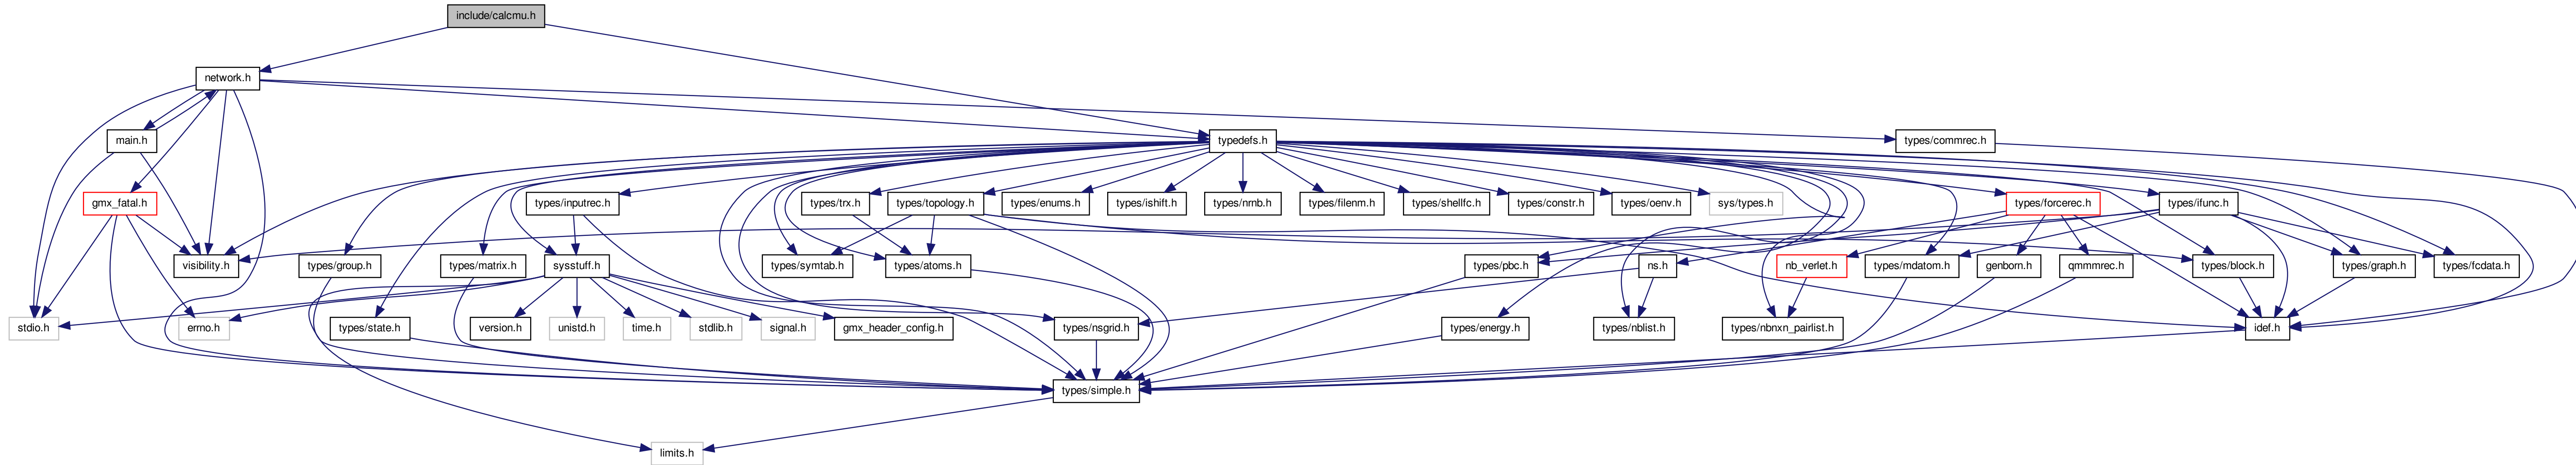 include/calcmu.h
network.h
main.h
typedefs.h
types/commrec.h
gmx_fatal.h
types/inputrec.h
types/trx.h
types/topology.h
types/enums.h
types/ishift.h
types/nrnb.h
types/filenm.h
types/shellfc.h
types/constr.h
types/oenv.h
sys/types.h
types/forcerec.h
types/ifunc.h
visibility.h
types/group.h
types/matrix.h
sysstuff.h
types/symtab.h
types/atoms.h
types/pbc.h
ns.h
nb_verlet.h
types/mdatom.h
genborn.h
qmmmrec.h
types/block.h
types/graph.h
types/fcdata.h
stdio.h
errno.h
types/state.h
version.h
unistd.h
time.h
stdlib.h
signal.h
gmx_header_config.h
types/nsgrid.h
types/energy.h
types/nblist.h
types/nbnxn_pairlist.h
idef.h
types/simple.h
limits.h